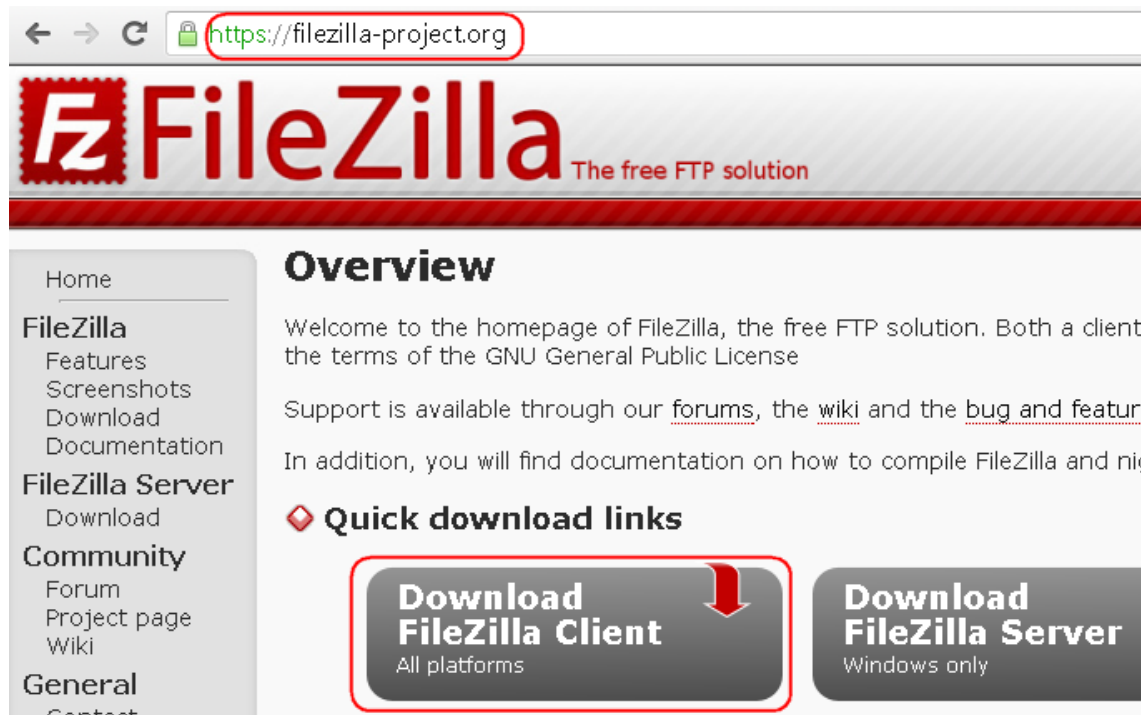 https://filezilla-project.org
FileZilla
The free FTP solution
Home
FileZilla
Features
Screenshots
Download
Documentation
FileZilla Server
Download
Community
Forum
Project page
Wiki
General
Contact
Overview
Welcome to the homepage of FileZilla, the free FTP solution. Both a client
the terms of the GNU General Public License
Support is available through our forums, the wiki and the bug and featur
In addition, you will find documentation on how to compile FileZilla and ni
Quick download links
Download
FileZilla Client
All platforms
Download
FileZilla Server
Windows only